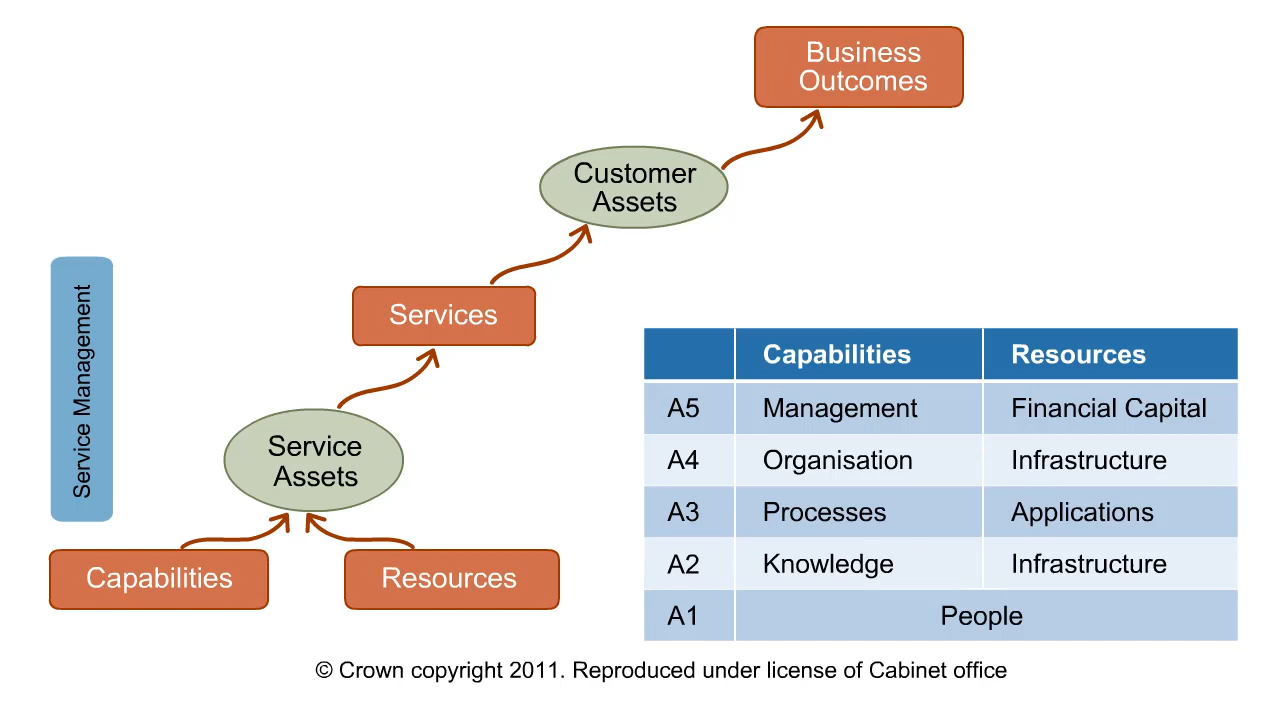 Business
Outcomes
Customer
Assets
Services
Service Management
Service
Assets
Capabilities
Resources
Capabilities Resources
A5 Management Financial Capital
A4 Organisation Infrastructure
A3 Processes Applications
A2 Knowledge Infrastructure
A1 People
© Crown copyright 2011. Reproduced under license of Cabinet office